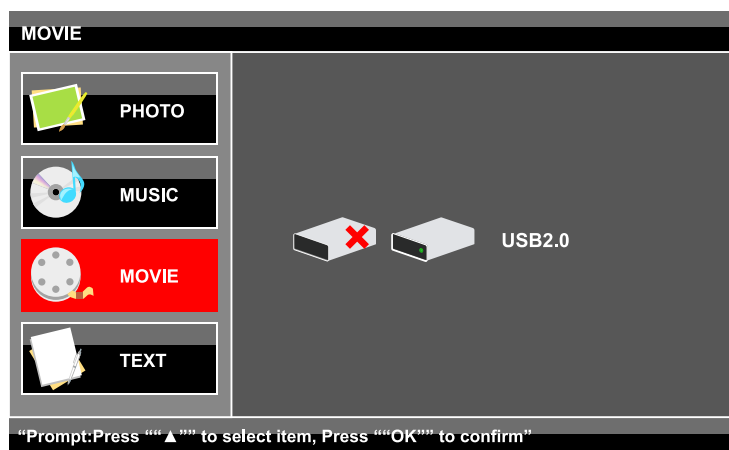 MOVIE
PHOTO
MUSIC
MOVIE
TEXT
USB2.0
“Prompt:Press ““▲”” to select item, Press ““OK”” to confirm”